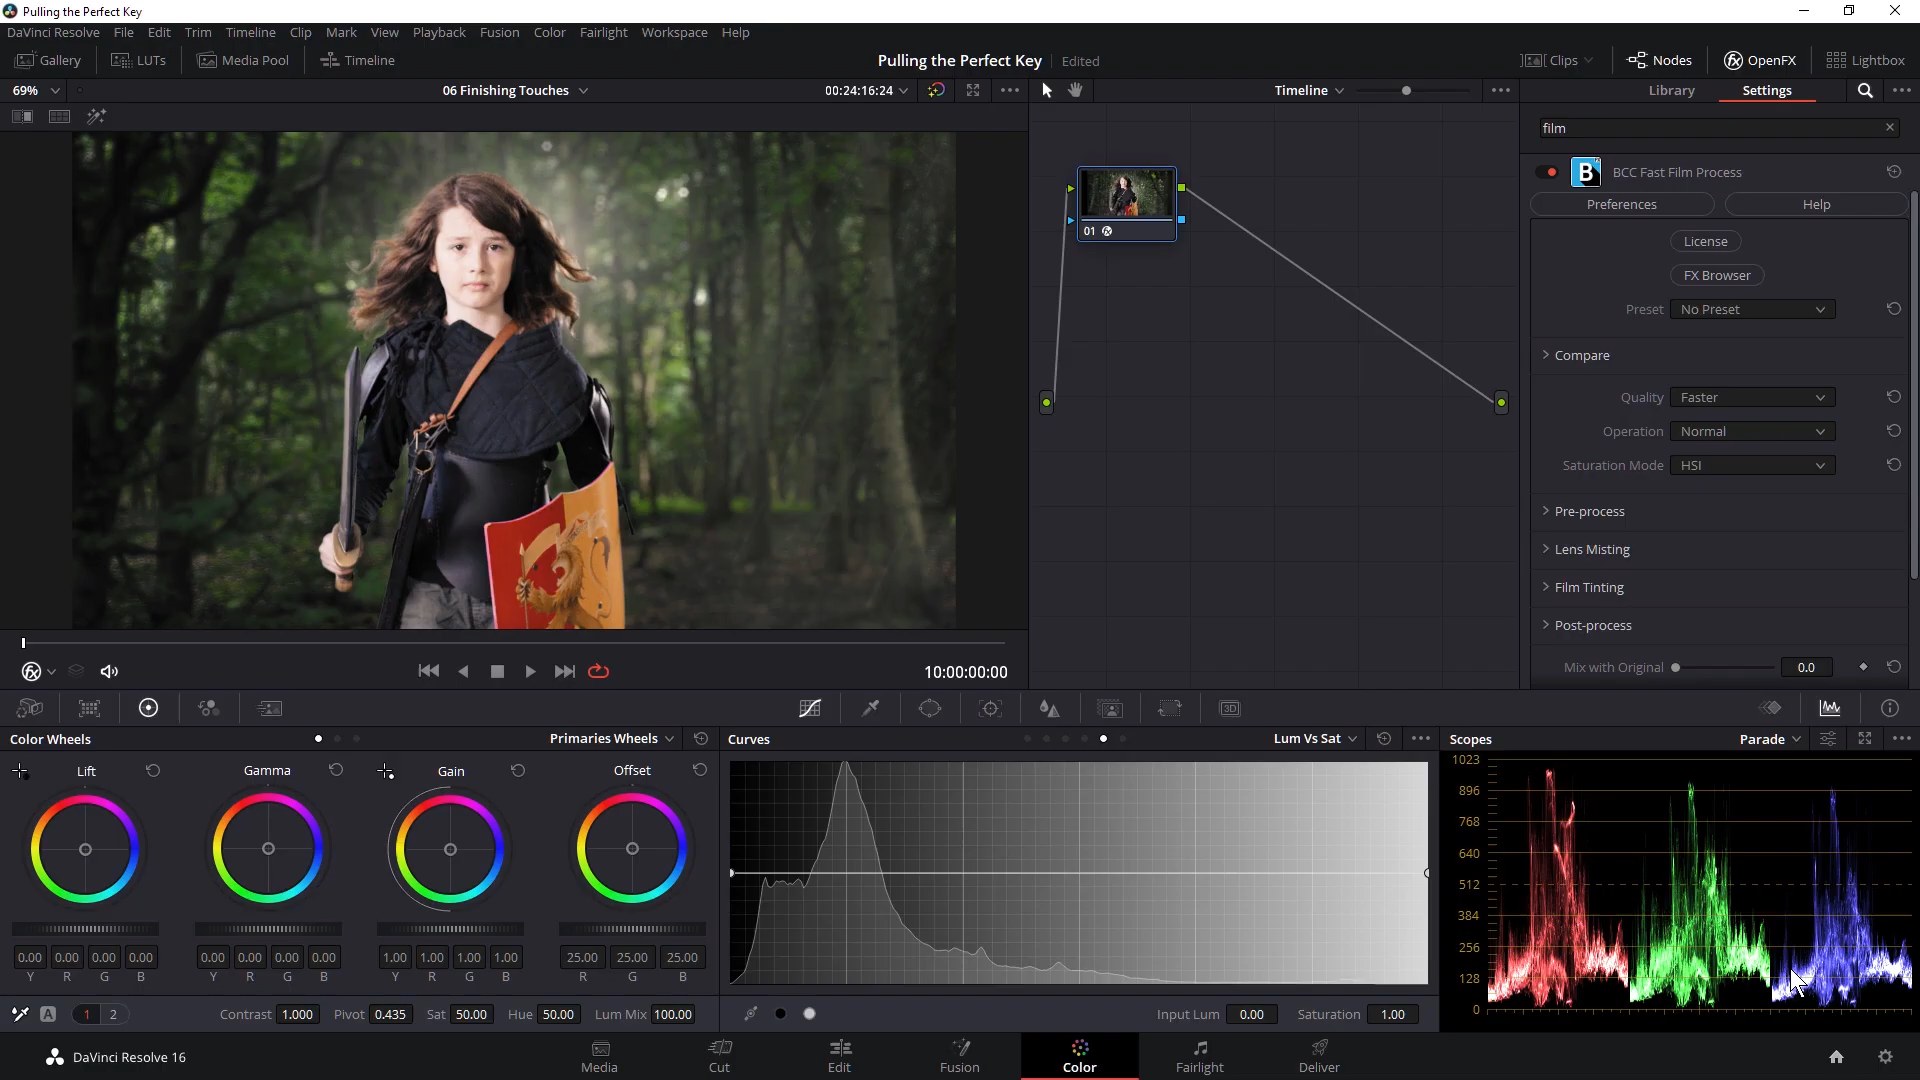 Pulling the Perfect Key
DaVinci Resolve File Edit Trim Timeline Clip Mark View Playback Fusion Color Fairlight Workspace Help
Gallery LUTs Media Pool Timeline Pulling the Perfect Key Edited Clips Nodes OpenFX Lightbox
69% 06 Finishing Touches 00:24:16:24 Timeline Library Settings
film
B BCC Fast Film Process
Preferences Help
License
FX Browser
Preset No Preset
Compare
Quality Faster
Operation Normal
Saturation Mode HSI
Pre-process
Lens Misting
Film Tinting
Post-process
Mix with Original 0.0
01 fx
fx 10:00:00:00
3D
Color Wheels Primaries Wheels Curves Lum Vs Sat Scopes Parade
Lift Gamma Gain Offset
1023
896
768
640
512
384
256
128
0
0.00 0.00 0.00 0.00 0.00 0.00 0.00 0.00 1.00 1.00 1.00 1.00 25.00 25.00 25.00
Y R G B Y R G B Y R G B R G B
A 1 2 Contrast 1.000 Pivot 0.435 Sat 50.00 Hue 50.00 Lum Mix 100.00 Input Lum 0.00 Saturation 1.00
DaVinci Resolve 16 Media Cut Edit Fusion Color Fairlight Deliver